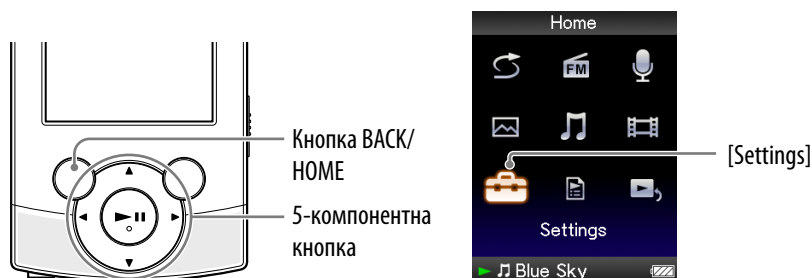 Кнопка BACK/
HOME
5-компонентна
кнопка
Home
FM
[Settings]
Settings
Blue Sky